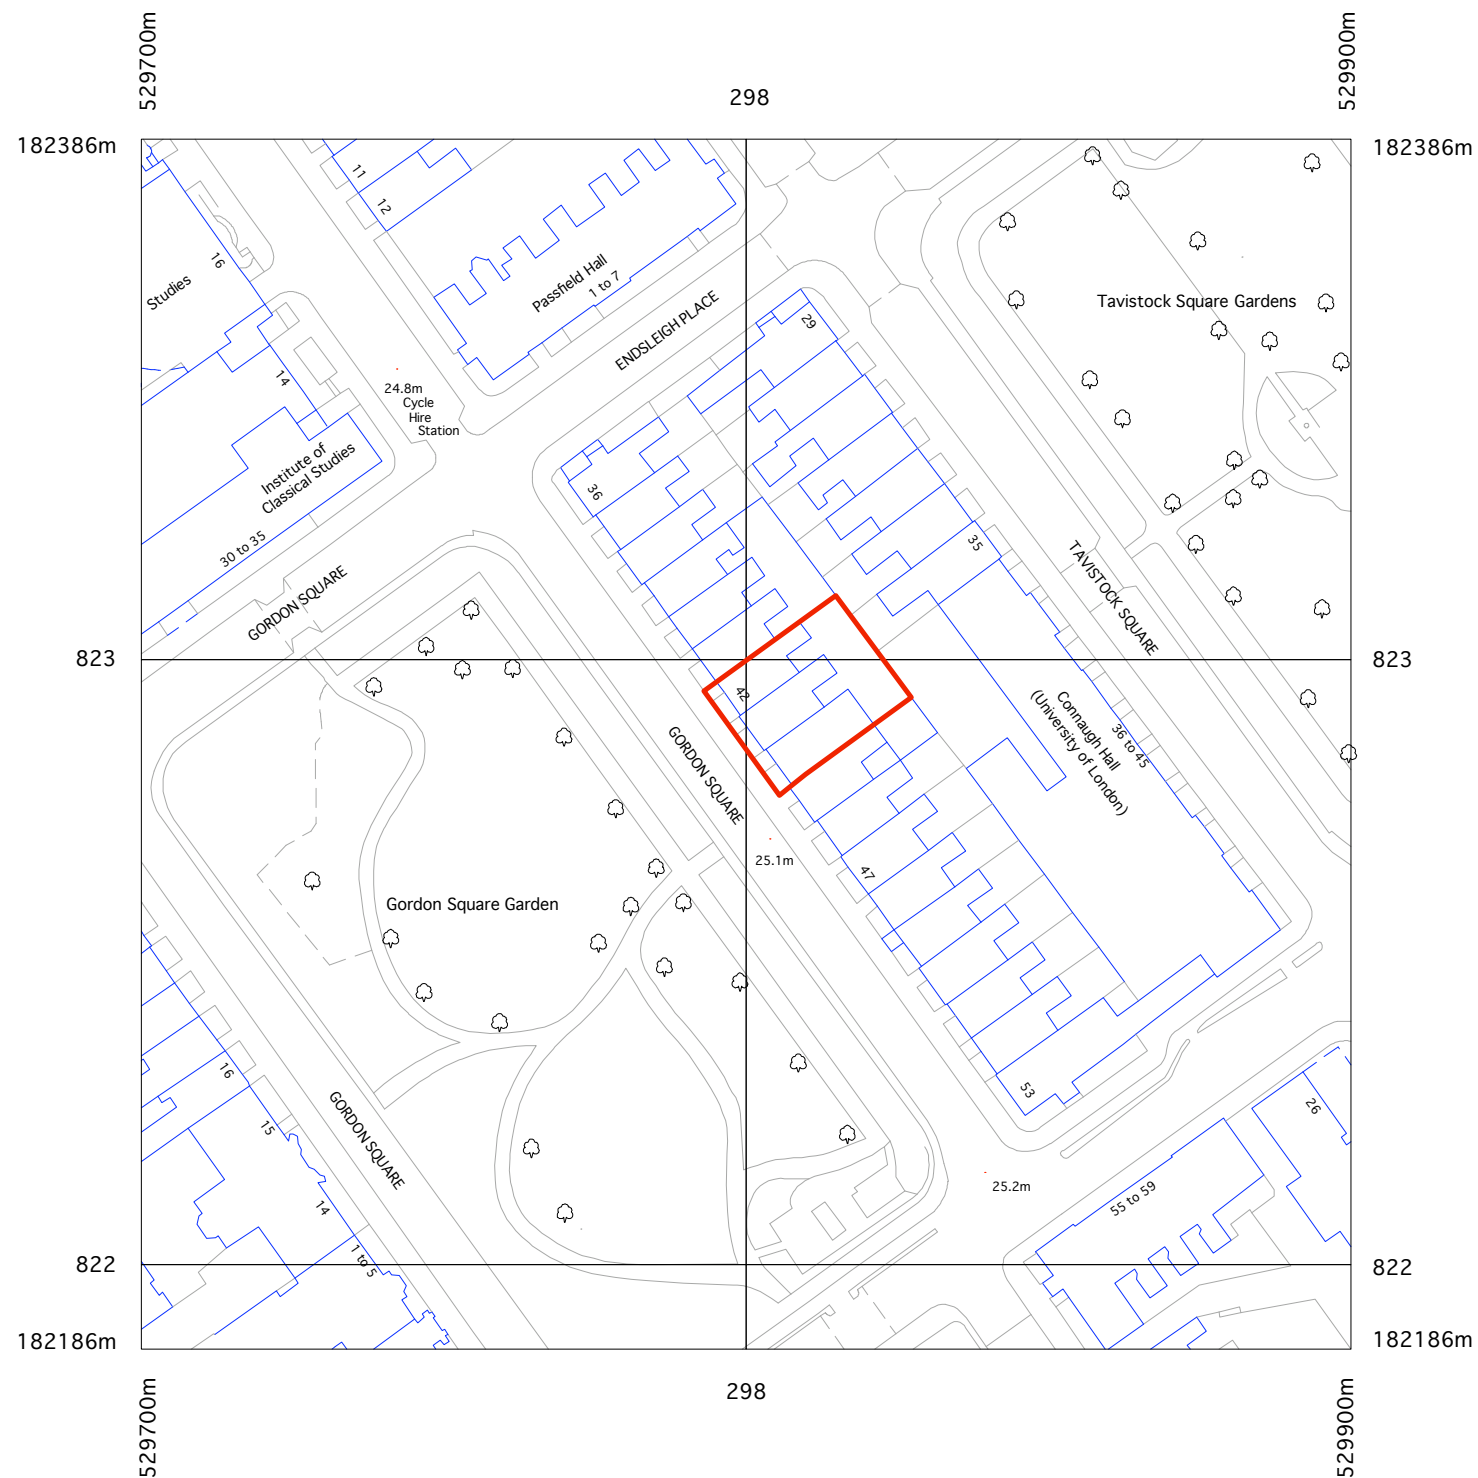 529700m
298
529900m
182386m
182386m
11
12
16
Studies
Passfield Hall
1 to 7
ENDSLEIGH PLACE
29
Tavistock Square Gardens
14
24.8m
Cycle
Hire
Station
Institute of
Classical Studies
30 to 35
36
35
GORDON SQUARE
TAVISTOCK SQUARE
823
823
42
GORDON SQUARE
Connaugh Hall
(University of London)
36 to 45
25.1m
47
Gordon Square Garden
16
15
GORDON SQUARE
14
1 to 5
53
26
25.2m
55 to 59
822
822
182186m
182186m
529700m
298
529900m